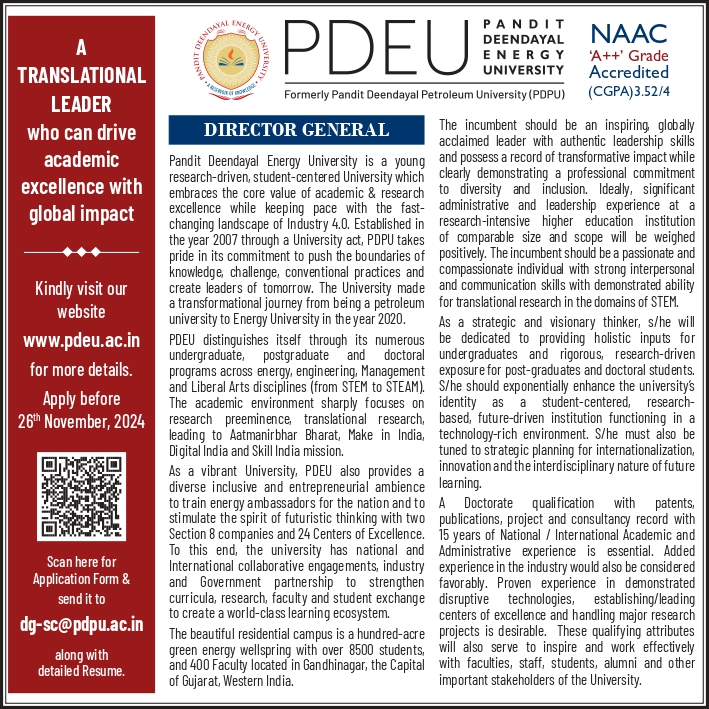 A
TRANSLATIONAL
LEADER
who can drive
academic
excellence with
global impact
Kindly visit our
website
www.pdeu.ac.in
for more details.
Apply before
26th November, 2024
Scan here for
Application Form &
send it to
dg-sc@pdpu.ac.in
along with
detailed Resume.
PANDIT DEENDAYAL ENERGY UNIVERSITY
A RESERVOIR OF KNOWLEDGE
PDEU
PANDIT
DEENDAYAL
ENERGY
UNIVERSITY
Formerly Pandit Deendayal Petroleum University (PDPU)
NAAC
‘A++’ Grade
Accredited
(CGPA)3.52/4
DIRECTOR GENERAL
Pandit Deendayal Energy University is a young
research-driven, student-centered University which
embraces the core value of academic & research
excellence while keeping pace with the fast-
changing landscape of Industry 4.0. Established in
the year 2007 through a University act, PDPU takes
pride in its commitment to push the boundaries of
knowledge, challenge, conventional practices and
create leaders of tomorrow. The University made
a transformational journey from being a petroleum
university to Energy University in the year 2020.
PDEU distinguishes itself through its numerous
undergraduate, postgraduate and doctoral
programs across energy, engineering, Management
and Liberal Arts disciplines (from STEM to STEAM).
The academic environment sharply focuses on
research preeminence, translational research,
leading to Aatmanirbhar Bharat, Make in India,
Digital India and Skill India mission.
As a vibrant University, PDEU also provides a
diverse inclusive and entrepreneurial ambience
to train energy ambassadors for the nation and to
stimulate the spirit of futuristic thinking with two
Section 8 companies and 24 Centers of Excellence.
To this end, the university has national and
International collaborative engagements, industry
and Government partnership to strengthen
curricula, research, faculty and student exchange
to create a world-class learning ecosystem.
The beautiful residential campus is a hundred-acre
green energy wellspring with over 8500 students,
and 400 Faculty located in Gandhinagar, the Capital
of Gujarat, Western India.
The incumbent should be an inspiring, globally
acclaimed leader with authentic leadership skills
and possess a record of transformative impact while
clearly demonstrating a professional commitment
to diversity and inclusion. Ideally, significant
administrative and leadership experience at a
research-intensive higher education institution
of comparable size and scope will be weighed
positively. The incumbent should be a passionate and
compassionate individual with strong interpersonal
and communication skills with demonstrated ability
for translational research in the domains of STEM.
As a strategic and visionary thinker, s/he will
be dedicated to providing holistic inputs for
undergraduates and rigorous, research-driven
exposure for post-graduates and doctoral students.
S/he should exponentially enhance the university’s
identity as a student-centered, research-
based, future-driven institution functioning in a
technology-rich environment. S/he must also be
tuned to strategic planning for internationalization,
innovation and the interdisciplinary nature of future
learning.
A Doctorate qualification with patents,
publications, project and consultancy record with
15 years of National / International Academic and
Administrative experience is essential. Added
experience in the industry would also be considered
favorably. Proven experience in demonstrated
disruptive technologies, establishing/leading
centers of excellence and handling major research
projects is desirable. These qualifying attributes
will also serve to inspire and work effectively
with faculties, staff, students, alumni and other
important stakeholders of the University.